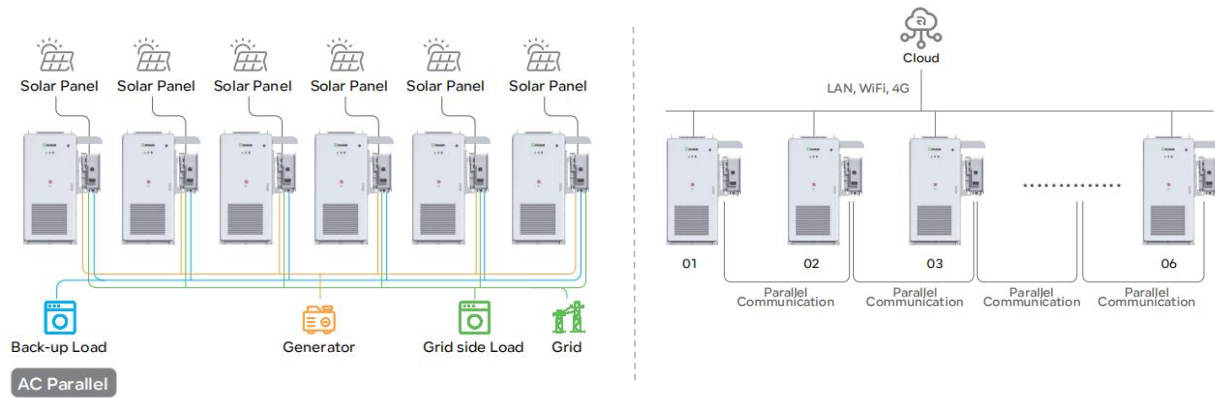 Solar Panel
Solar Panel
Solar Panel
Solar Panel
Solar Panel
Solar Panel
Back-up Load
Generator
Grid side Load
Grid
AC Parallel
Cloud
LAN, WiFi, 4G
01
02
03
06
Parallel
Communication
Parallel
Communication
Parallel
Communication
Parallel
Communication